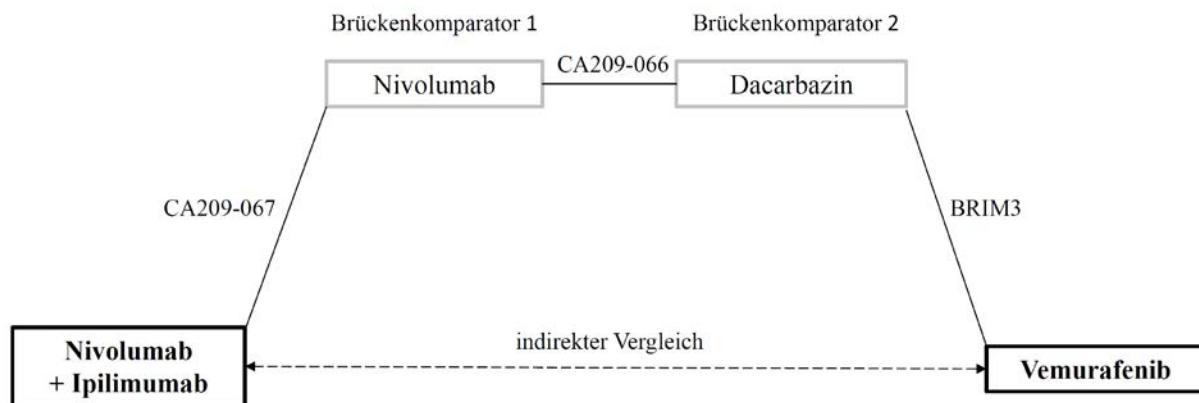 Brückenkomparator 1
Brückenkomparator 2
CA209-066
Nivolumab
Dacarbazin
CA209-067
BRIM3
indirekter Vergleich
Nivolumab
+ Ipilimumab
Vemurafenib